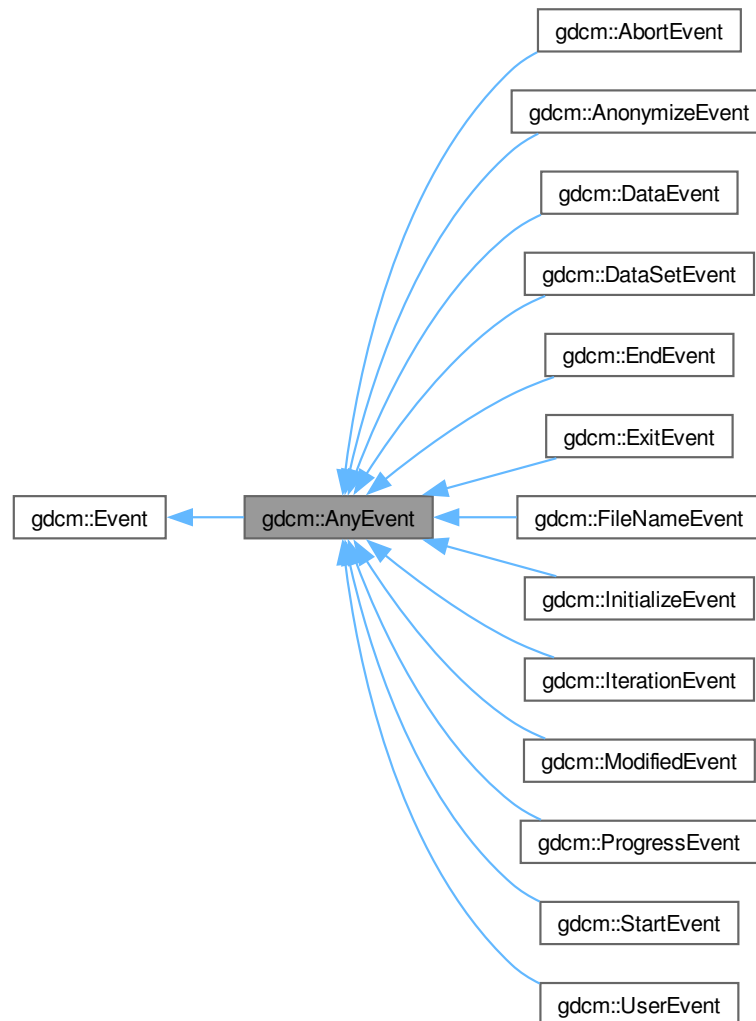 gdcm::AbortEvent
gdcm::AnonymizeEvent
gdcm::DataEvent
gdcm::DataSetEvent
gdcm::EndEvent
gdcm::ExitEvent
gdcm::Event
gdcm::AnyEvent
gdcm::FileNameEvent
gdcm::InitializeEvent
gdcm::IterationEvent
gdcm::ModifiedEvent
gdcm::ProgressEvent
gdcm::StartEvent
gdcm::UserEvent